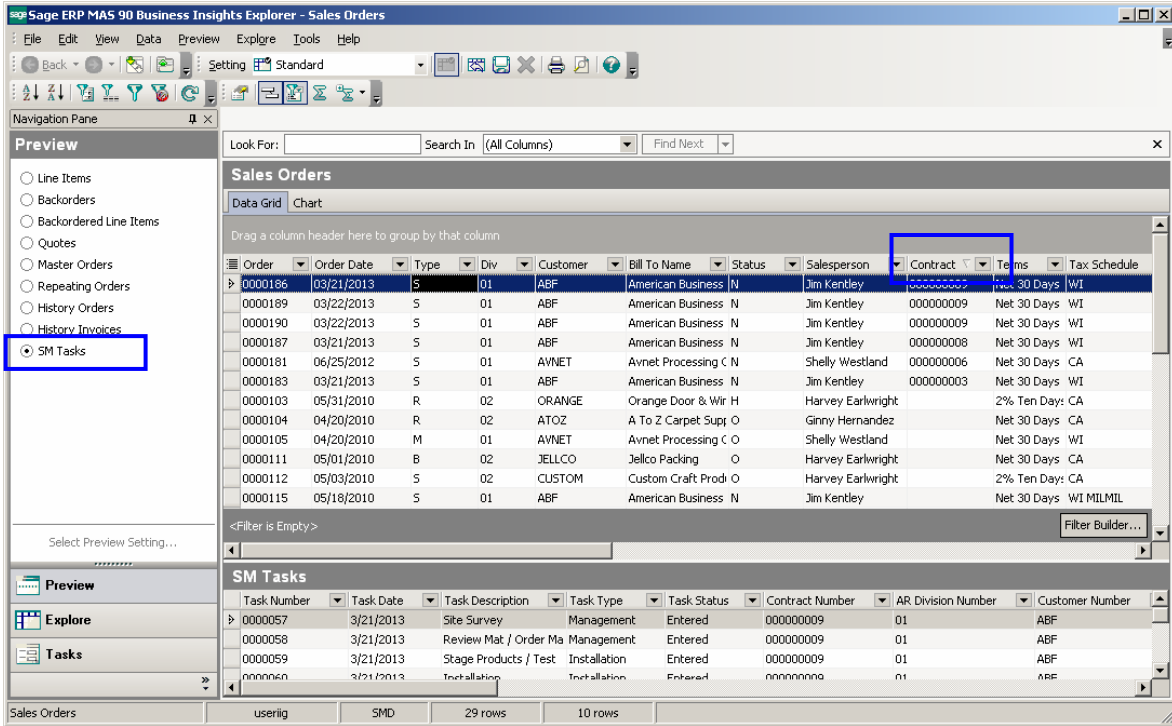 Sage ERP MAS 90 Business Insights Explorer - Sales Orders
File Edit View Data Preview Explore Tools Help
Back Setting Standard
Navigation Pane
Preview
Line Items
Backorders
Backordered Line Items
Quotes
Master Orders
Repeating Orders
History Orders
History Invoices
SM Tasks
Select Preview Setting...
Preview
Explore
Tasks
Look For: Search In (All Columns) Find Next
Sales Orders
Data Grid Chart
Drag a column header here to group by that column
Order Order Date Type Div Customer Bill To Name Status Salesperson Contract Terms Tax Schedule
0000186 03/21/2013 S 01 ABF American Business N Jim Kentley 000000009 Net 30 Days WI
0000189 03/22/2013 S 01 ABF American Business N Jim Kentley 000000009 Net 30 Days WI
0000190 03/22/2013 S 01 ABF American Business N Jim Kentley 000000009 Net 30 Days WI
0000187 03/21/2013 S 01 ABF American Business N Jim Kentley 000000008 Net 30 Days WI
0000181 06/25/2012 S 01 AVNET Avnet Processing C N Shelly Westland 000000006 Net 30 Days CA
0000183 03/21/2013 S 01 ABF American Business N Jim Kentley 000000003 Net 30 Days WI
0000103 05/31/2010 R 02 ORANGE Orange Door & Wir H Harvey Earlwright 2% Ten Day: CA
0000104 04/20/2010 R 02 ATOZ A To Z Carpet Supp O Ginny Hernandez Net 30 Days CA
0000105 04/20/2010 M 01 AVNET Avnet Processing C O Shelly Westland Net 30 Days WI
0000111 05/01/2010 B 02 JELLCO Jellco Packing O Harvey Earlwright Net 30 Days CA
0000112 05/03/2010 S 02 CUSTOM Custom Craft Produ O Harvey Earlwright 2% Ten Day: CA
0000115 05/18/2010 S 01 ABF American Business N Jim Kentley Net 30 Days WI MILMIL
<Filter is Empty> Filter Builder...
SM Tasks
Task Number Task Date Task Description Task Type Task Status Contract Number AR Division Number Customer Number
0000057 3/21/2013 Site Survey Management Entered 000000009 01 ABF
0000058 3/21/2013 Review Mat / Order Ma Management Entered 000000009 01 ABF
0000059 3/21/2013 Stage Products / Test Installation Entered 000000009 01 ABF
0000060 3/21/2013 Installation Installation Entered 000000009 01 ABF
Sales Orders useriig SMD 29 rows 10 rows